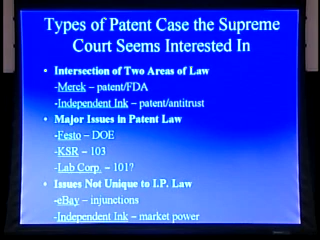 Types of Patent Case the Supreme
Court Seems Interested In
• Intersection of Two Areas of Law
-Merck – patent/FDA
-Independent Ink – patent/antitrust
• Major Issues in Patent Law
-Festo – DOE
-KSR – 103
-Lab Corp. – 101?
• Issues Not Unique to I.P. Law
-eBay – injunctions
-Independent Ink – market power